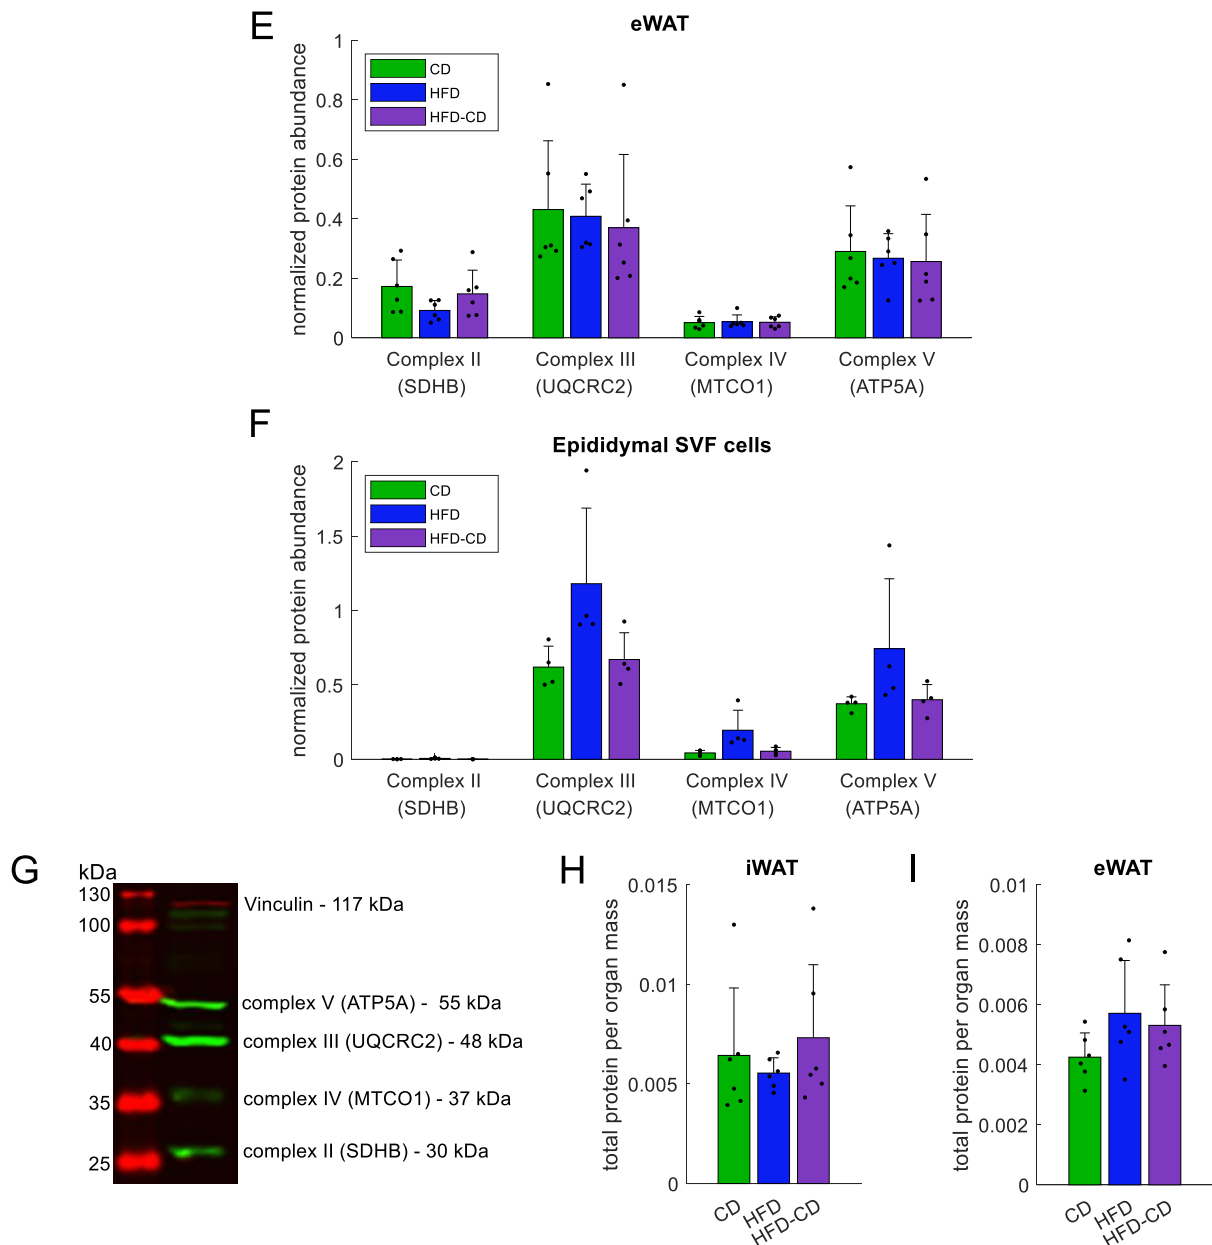 E
eWAT
normalized protein abundance
1
0.8
0.6
0.4
0.2
0
CD
HFD
HFD-CD
Complex II
(SDHB)
Complex III
(UQCRC2)
Complex IV
(MTCO1)
Complex V
(ATP5A)
F
Epididymal SVF cells
normalized protein abundance
2
1.5
1
0.5
0
CD
HFD
HFD-CD
Complex II
(SDHB)
Complex III
(UQCRC2)
Complex IV
(MTCO1)
Complex V
(ATP5A)
G
kDa
130
100
55
40
35
25
Vinculin - 117 kDa
complex V (ATP5A) - 55 kDa
complex III (UQCRC2) - 48 kDa
complex IV (MTCO1) - 37 kDa
complex II (SDHB) - 30 kDa
H
iWAT
total protein per organ mass
0.015
0.01
0.005
0
CD
HFD
HFD-CD
I
eWAT
total protein per organ mass
0.01
0.008
0.006
0.004
0.002
0
CD
HFD
HFD-CD